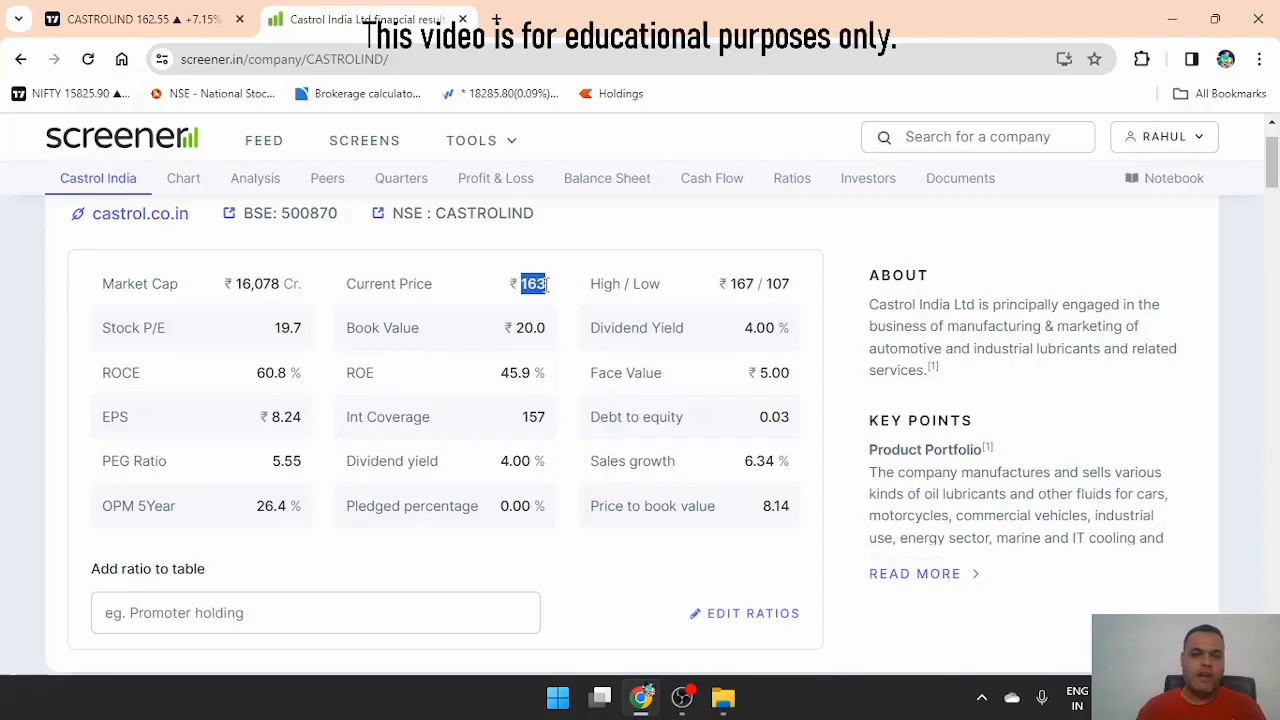 CASTROLIND 162.55 ▲ +7.15%
Castrol India Ltd financial result
This video is for educational purposes only.
screener.in/company/CASTROLIND/
NIFTY 15825.90 ▲...
NSE - National Stoc...
Brokerage calculato...
* 18285.80(0.09%)...
Holdings
All Bookmarks
screener
FEED
SCREENS
TOOLS
Search for a company
RAHUL
Castrol India
Chart
Analysis
Peers
Quarters
Profit & Loss
Balance Sheet
Cash Flow
Ratios
Investors
Documents
Notebook
castrol.co.in
BSE: 500870
NSE : CASTROLIND
Market Cap ₹ 16,078 Cr.
Current Price ₹ 163
High / Low ₹ 167 / 107
Stock P/E 19.7
Book Value ₹ 20.0
Dividend Yield 4.00 %
ROCE 60.8 %
ROE 45.9 %
Face Value ₹ 5.00
EPS ₹ 8.24
Int Coverage 157
Debt to equity 0.03
PEG Ratio 5.55
Dividend yield 4.00 %
Sales growth 6.34 %
OPM 5Year 26.4 %
Pledged percentage 0.00 %
Price to book value 8.14
Add ratio to table
eg. Promoter holding
EDIT RATIOS
ABOUT
Castrol India Ltd is principally engaged in the
business of manufacturing & marketing of
automotive and industrial lubricants and related
services.[1]
KEY POINTS
Product Portfolio[1]
The company manufactures and sells various
kinds of oil lubricants and other fluids for cars,
motorcycles, commercial vehicles, industrial
use, energy sector, marine and IT cooling and
READ MORE
ENG
IN